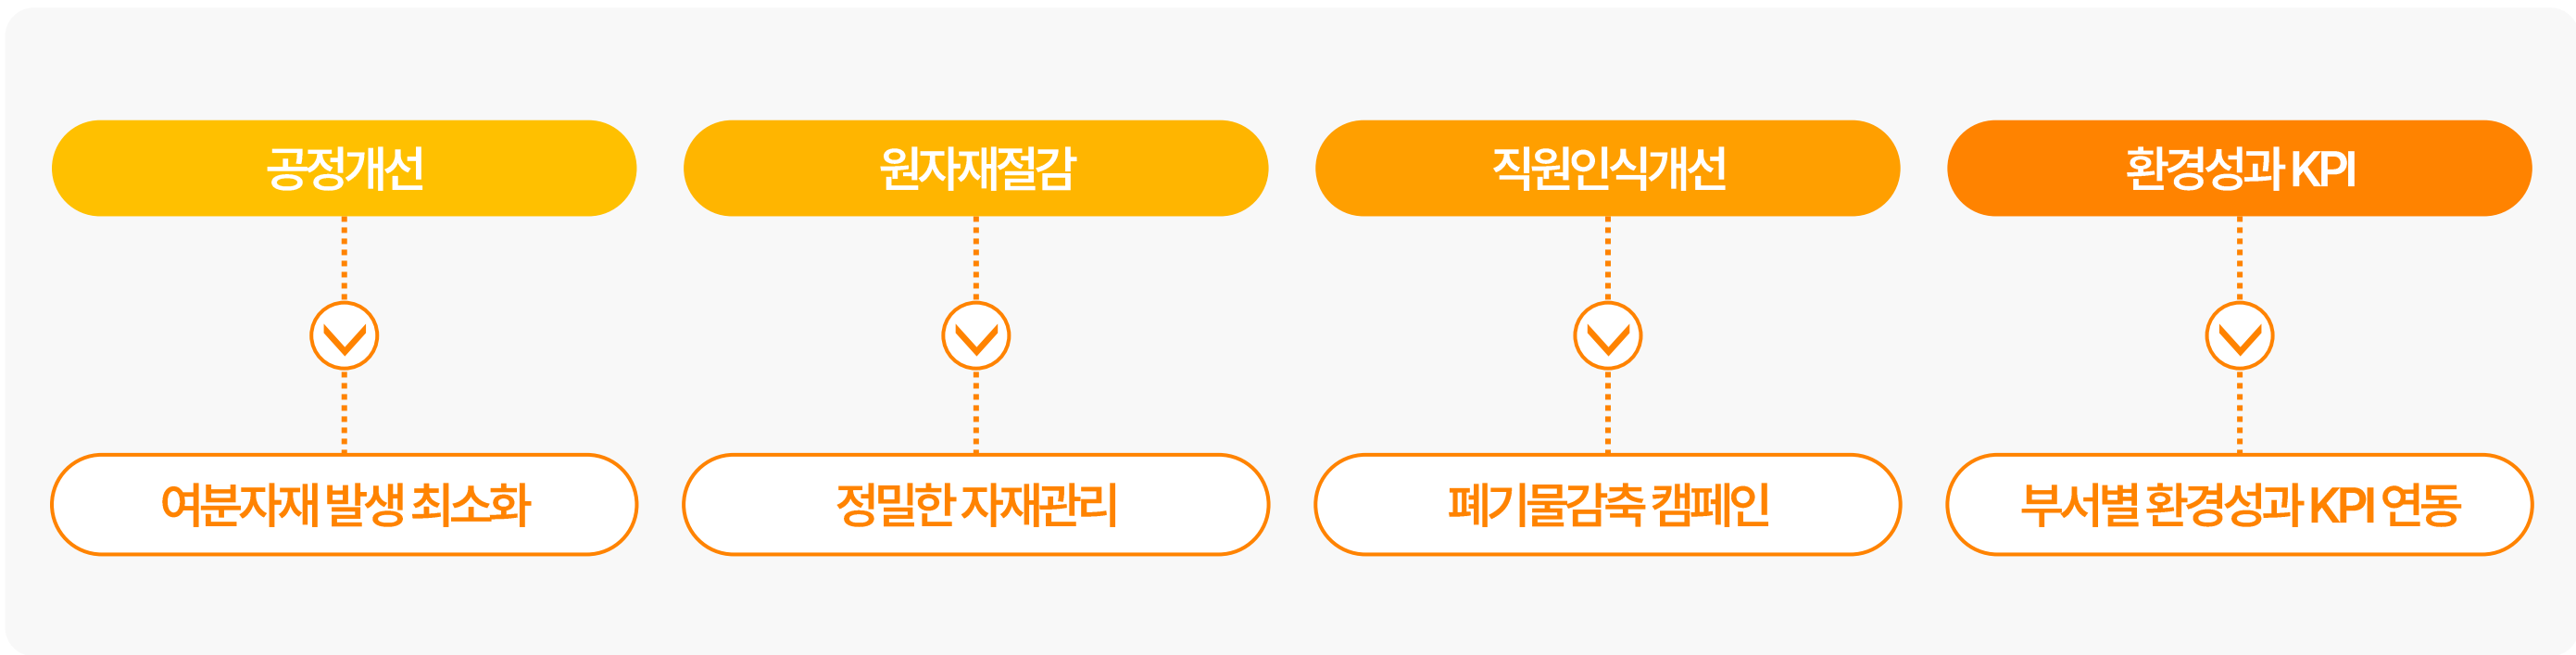 공정개선
원자재절감
직원인식개선
환경성과 KPI
여분자재 발생 최소화
정밀한 자재관리
폐기물감축 캠페인
부서별 환경성과 KPI 연동